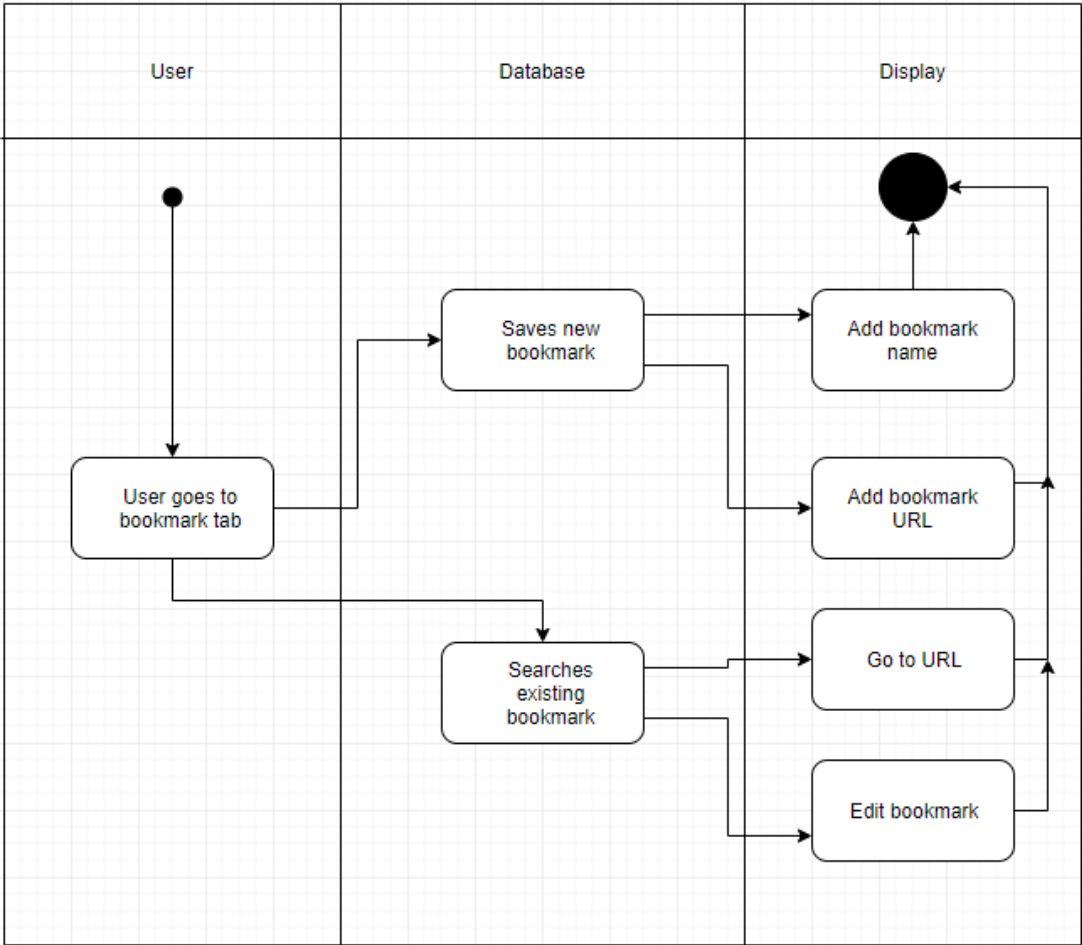 User
Database
Display
User goes to
bookmark tab
Saves new
bookmark
Searches
existing
bookmark
Add bookmark
name
Add bookmark
URL
Go to URL
Edit bookmark